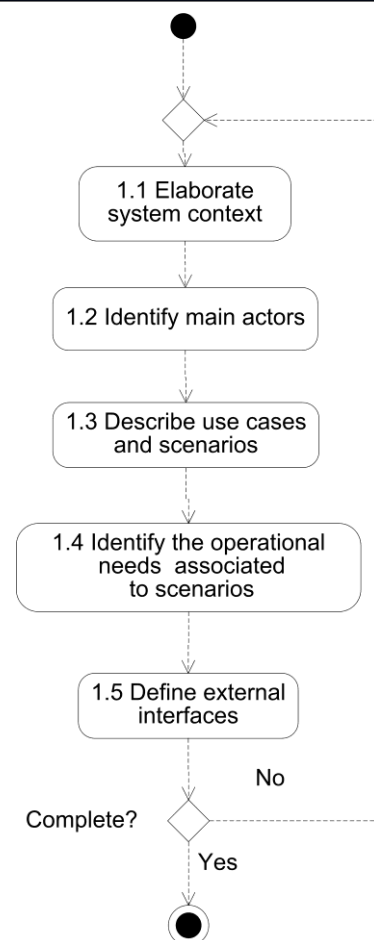 1.1 Elaborate
system context
1.2 Identify main actors
1.3 Describe use cases
and scenarios
1.4 Identify the operational
needs  associated
to scenarios
1.5 Define external
interfaces
No
Complete?
Yes